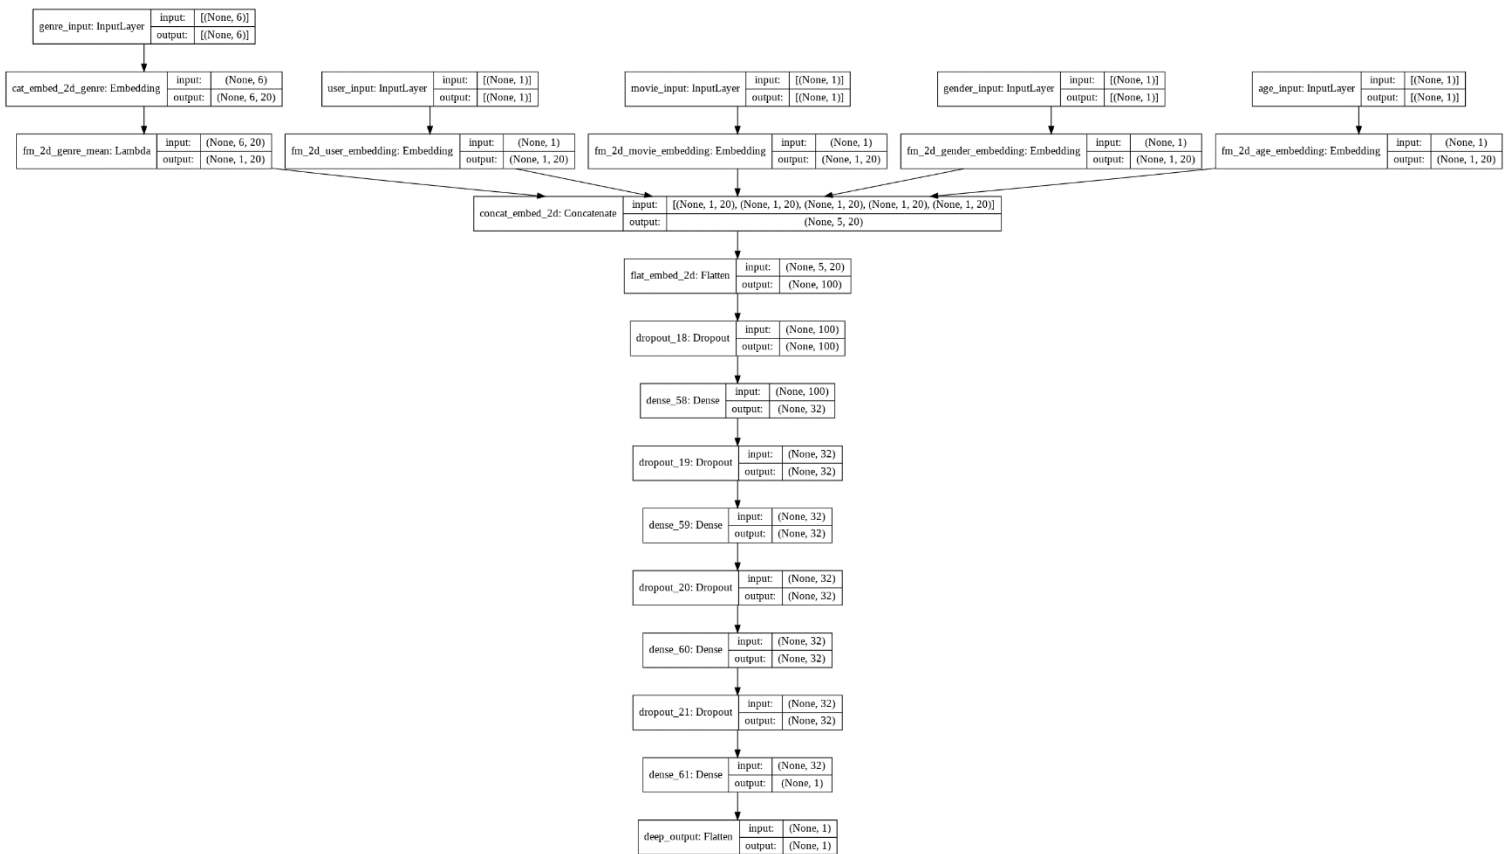 genre_input: InputLayer
input: [(None, 6)]
output: [(None, 6)]
cat_embed_2d_genre: Embedding
input: (None, 6)
output: (None, 6, 20)
user_input: InputLayer
input: [(None, 1)]
output: [(None, 1)]
movie_input: InputLayer
input: [(None, 1)]
output: [(None, 1)]
gender_input: InputLayer
input: [(None, 1)]
output: [(None, 1)]
age_input: InputLayer
input: [(None, 1)]
output: [(None, 1)]
fm_2d_genre_mean: Lambda
input: (None, 6, 20)
output: (None, 1, 20)
fm_2d_user_embedding: Embedding
input: (None, 1)
output: (None, 1, 20)
fm_2d_movie_embedding: Embedding
input: (None, 1)
output: (None, 1, 20)
fm_2d_gender_embedding: Embedding
input: (None, 1)
output: (None, 1, 20)
fm_2d_age_embedding: Embedding
input: (None, 1)
output: (None, 1, 20)
concat_embed_2d: Concatenate
input: [(None, 1, 20), (None, 1, 20), (None, 1, 20), (None, 1, 20), (None, 1, 20)]
output: (None, 5, 20)
flat_embed_2d: Flatten
input: (None, 5, 20)
output: (None, 100)
dropout_18: Dropout
input: (None, 100)
output: (None, 100)
dense_58: Dense
input: (None, 100)
output: (None, 32)
dropout_19: Dropout
input: (None, 32)
output: (None, 32)
dense_59: Dense
input: (None, 32)
output: (None, 32)
dropout_20: Dropout
input: (None, 32)
output: (None, 32)
dense_60: Dense
input: (None, 32)
output: (None, 32)
dropout_21: Dropout
input: (None, 32)
output: (None, 32)
dense_61: Dense
input: (None, 32)
output: (None, 1)
deep_output: Flatten
input: (None, 1)
output: (None, 1)